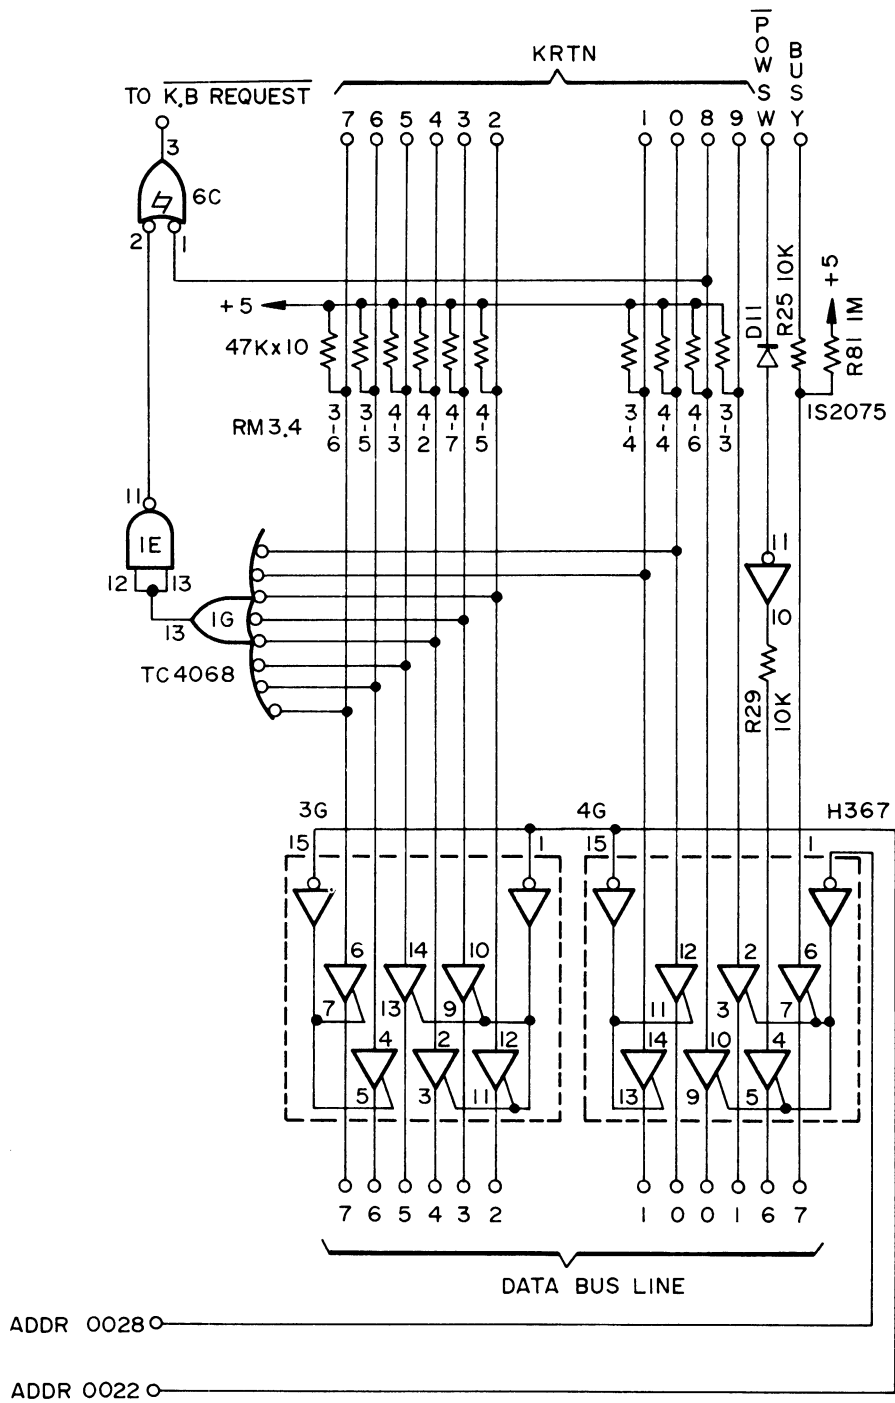 KRTN
P̅OWSW
BUSY
TO K.B REQUEST
7 6 5 4 3 2 1 0 8 9
3
6C
2 1
+5
47K x 10
RM3.4
3-6 3-5 4-3 4-2 4-7 4-5 3-4 4-4 4-6 3-3
D11
R25 10K
+5
R81 1M
1S2075
11
1E
12 13
13
1G
TC4068
11
10
R29 10K
3G 4G H367
15 1 15 1
6 14 10 12 2 6
7 13 9 11 3 7
4 2 12 14 10 4
5 3 11 13 9 5
7 6 5 4 3 2 1 0 0 1 6 7
DATA BUS LINE
ADDR 0028
ADDR 0022